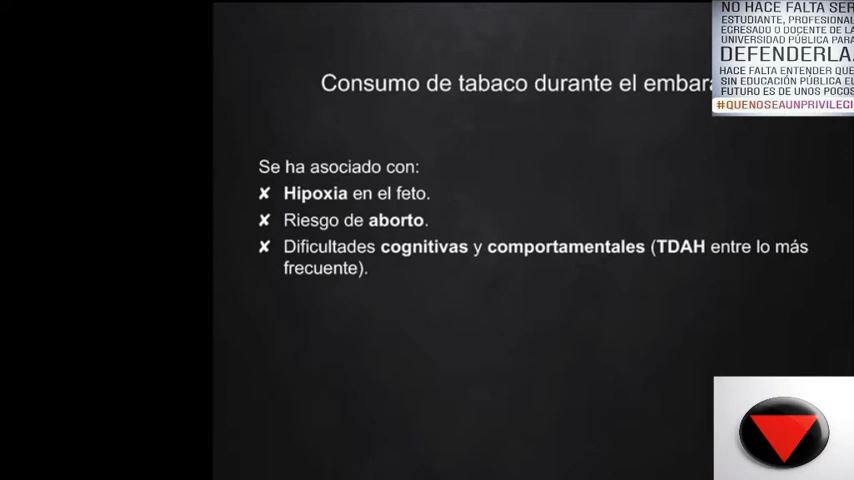 NO HACE FALTA SER
ESTUDIANTE, PROFESIONAL
EGRESADO O DOCENTE DE LA
UNIVERSIDAD PÚBLICA PARA
DEFENDERLA.
HACE FALTA ENTENDER QUE
SIN EDUCACIÓN PÚBLICA EL
FUTURO ES DE UNOS POCOS
#QUENOSEAUNPRIVILEGI
Consumo de tabaco durante el embara
Se ha asociado con:
✘ Hipoxia en el feto.
✘ Riesgo de aborto.
✘ Dificultades cognitivas y comportamentales (TDAH entre lo más
frecuente).